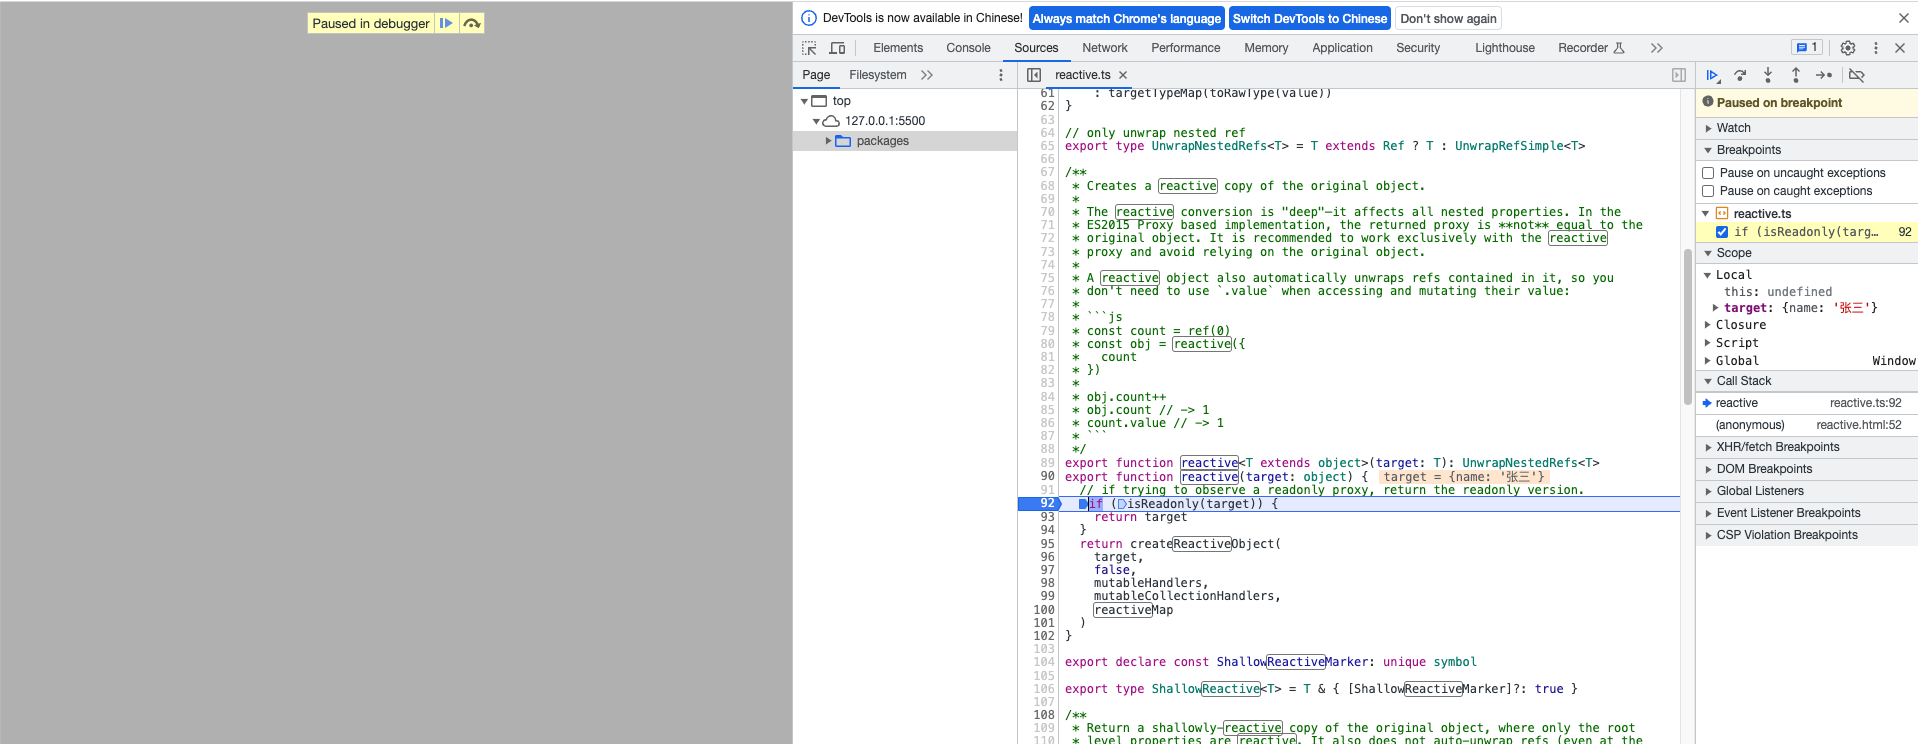 Paused in debugger
DevTools is now available in Chinese! Always match Chrome's language Switch DevTools to Chinese Don't show again
Elements Console Sources Network Performance Memory Application Security Lighthouse Recorder 1
Page Filesystem
reactive.ts
top
127.0.0.1:5500
packages
61 : targetTypeMap(toRawType(value))
62 }
63
64 // only unwrap nested ref
65 export type UnwrapNestedRefs<T> = T extends Ref ? T : UnwrapRefSimple<T>
66
67 /**
68 * Creates a reactive copy of the original object.
69 *
70 * The reactive conversion is "deep"—it affects all nested properties. In the
71 * ES2015 Proxy based implementation, the returned proxy is **not** equal to the
72 * original object. It is recommended to work exclusively with the reactive
73 * proxy and avoid relying on the original object.
74 *
75 * A reactive object also automatically unwraps refs contained in it, so you
76 * don't need to use `.value` when accessing and mutating their value:
77 *
78 * ```js
79 * const count = ref(0)
80 * const obj = reactive({
81 *   count
82 * })
83 *
84 * obj.count++
85 * obj.count // -> 1
86 * count.value // -> 1
87 * ```
88 */
89 export function reactive<T extends object>(target: T): UnwrapNestedRefs<T>
90 export function reactive(target: object) { target = {name: '张三'}
91 // if trying to observe a readonly proxy, return the readonly version.
92 if (isReadonly(target)) {
93 return target
94 }
95 return createReactiveObject(
96 target,
97 false,
98 mutableHandlers,
99 mutableCollectionHandlers,
100 reactiveMap
101 )
102 }
103
104 export declare const ShallowReactiveMarker: unique symbol
105
106 export type ShallowReactive<T> = T & { [ShallowReactiveMarker]?: true }
107
108 /**
109 * Return a shallowly-reactive copy of the original object, where only the root
110 * level properties are reactive. It also does not auto-unwrap refs (even at the
Paused on breakpoint
Watch
Breakpoints
Pause on uncaught exceptions
Pause on caught exceptions
reactive.ts
if (isReadonly(targ… 92
Scope
Local
this: undefined
target: {name: '张三'}
Closure
Script
Global Window
Call Stack
reactive reactive.ts:92
(anonymous) reactive.html:52
XHR/fetch Breakpoints
DOM Breakpoints
Global Listeners
Event Listener Breakpoints
CSP Violation Breakpoints